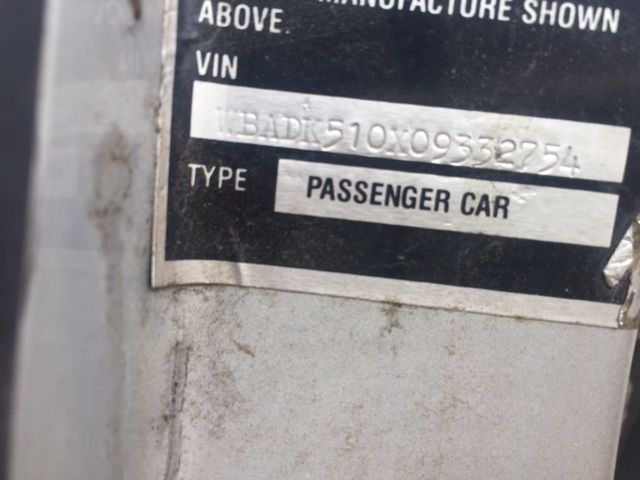 MANUFACTURE SHOWN
ABOVE.
VIN
WBADK510X09332754
TYPE PASSENGER CAR